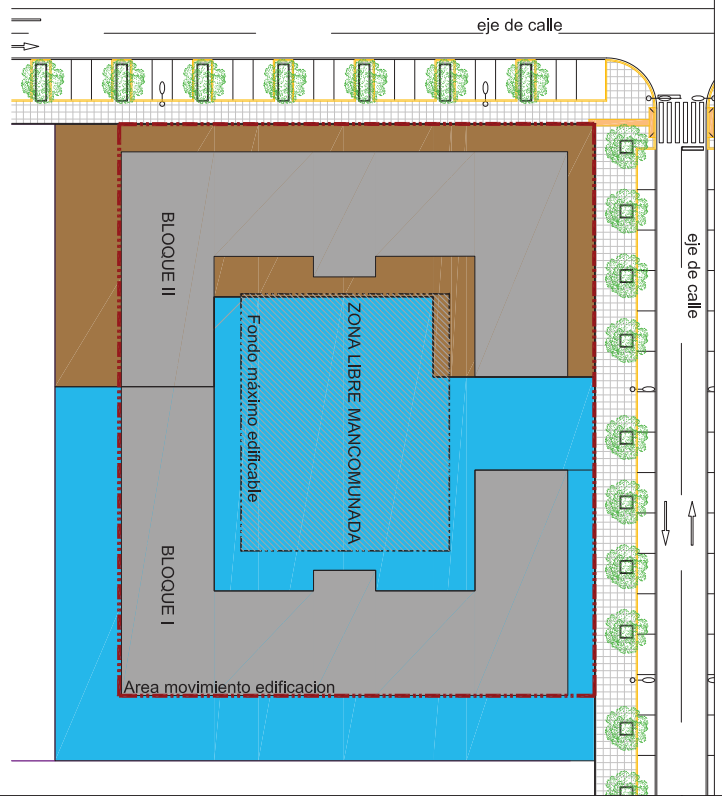 eje de calle
eje de calle
BLOQUE II
ZONA LIBRE MANCOMUNADA
Fondo máximo edificable
BLOQUE I
Area movimiento edificacion